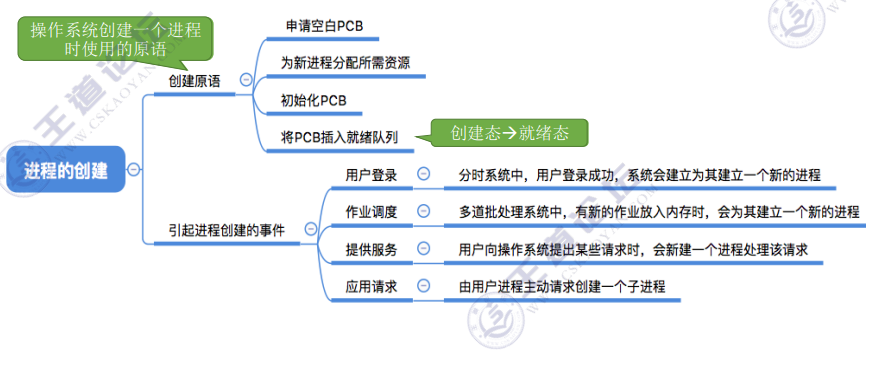 操作系统创建一个进程
时使用的原语
申请空白PCB
为新进程分配所需资源
创建原语
初始化PCB
将PCB插入就绪队列
创建态→就绪态
进程的创建
用户登录
分时系统中，用户登录成功，系统会建立为其建立一个新的进程
作业调度
多道批处理系统中，有新的作业放入内存时，会为其建立一个新的进程
引起进程创建的事件
提供服务
用户向操作系统提出某些请求时，会新建一个进程处理该请求
应用请求
由用户进程主动请求创建一个子进程
王道论坛
WWW.CSKAOYAN.COM
王道论坛
WWW.CSKAOYAN.COM